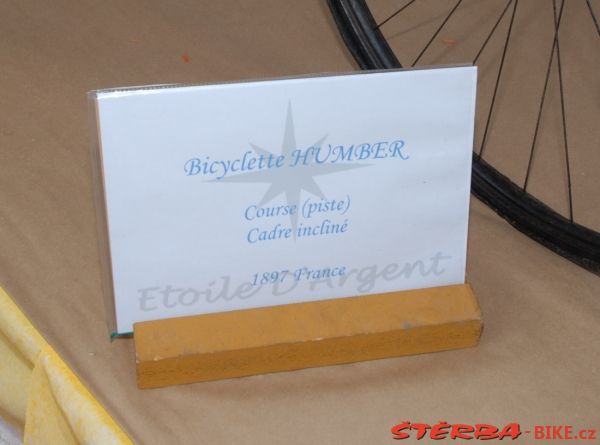 Bicyclette HUMBER
Course (piste)
Cadre incliné
1897 France
Etoile D'Argent
ŠTĚRBA-BIKE.cz